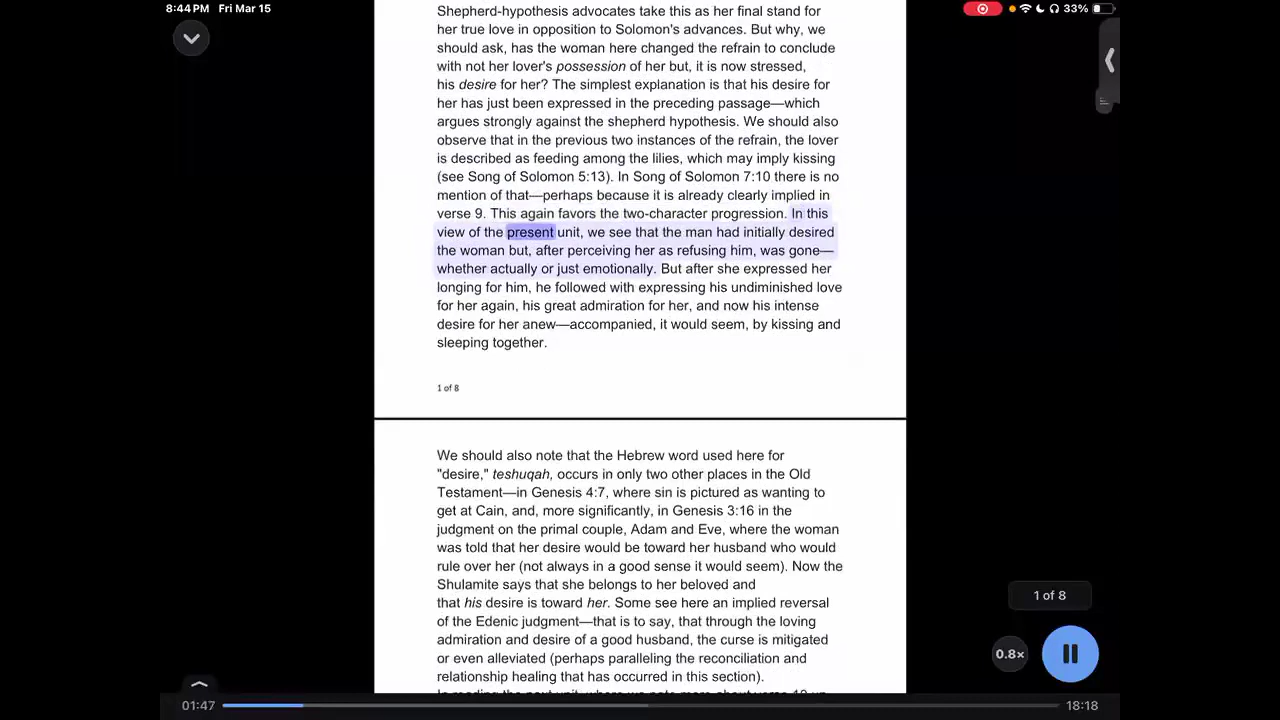 8:44 PM Fri Mar 15
33%
Shepherd-hypothesis advocates take this as her final stand for
her true love in opposition to Solomon's advances. But why, we
should ask, has the woman here changed the refrain to conclude
with not her lover's possession of her but, it is now stressed,
his desire for her? The simplest explanation is that his desire for
her has just been expressed in the preceding passage—which
argues strongly against the shepherd hypothesis. We should also
observe that in the previous two instances of the refrain, the lover
is described as feeding among the lilies, which may imply kissing
(see Song of Solomon 5:13). In Song of Solomon 7:10 there is no
mention of that—perhaps because it is already clearly implied in
verse 9. This again favors the two-character progression. In this
view of the present unit, we see that the man had initially desired
the woman but, after perceiving her as refusing him, was gone—
whether actually or just emotionally. But after she expressed her
longing for him, he followed with expressing his undiminished love
for her again, his great admiration for her, and now his intense
desire for her anew—accompanied, it would seem, by kissing and
sleeping together.
1 of 8
We should also note that the Hebrew word used here for
"desire," teshuqah, occurs in only two other places in the Old
Testament—in Genesis 4:7, where sin is pictured as wanting to
get at Cain, and, more significantly, in Genesis 3:16 in the
judgment on the primal couple, Adam and Eve, where the woman
was told that her desire would be toward her husband who would
rule over her (not always in a good sense it would seem). Now the
Shulamite says that she belongs to her beloved and
that his desire is toward her. Some see here an implied reversal
of the Edenic judgment—that is to say, that through the loving
admiration and desire of a good husband, the curse is mitigated
or even alleviated (perhaps paralleling the reconciliation and
relationship healing that has occurred in this section).
1 of 8
0.8×
01:47
18:18